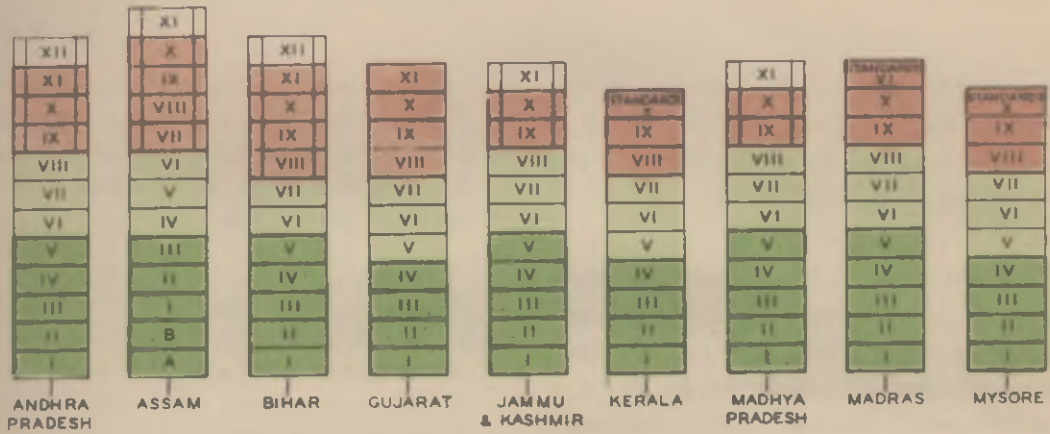 XII
XI
X
IX
VIII
VII
VI
V
IV
III
II
I
ANDHRA
PRADESH
XI
X
IX
VIII
VII
VI
V
IV
III
II
I
B
A
ASSAM
XII
XI
X
IX
VIII
VII
VI
V
IV
III
II
I
BIHAR
XI
X
IX
VIII
VII
VI
V
IV
III
II
I
GUJARAT
XI
X
IX
VIII
VII
VI
V
IV
III
II
I
JAMMU
& KASHMIR
STANDARDS
X
IX
VIII
VII
VI
V
IV
III
II
I
KERALA
XI
X
IX
VIII
VII
VI
V
IV
III
II
I
MADHYA
PRADESH
STANDARDS
XI
X
IX
VIII
VII
VI
V
IV
III
II
I
MADRAS
STANDARDS
X
IX
VIII
VII
VI
V
IV
III
II
I
MYSORE